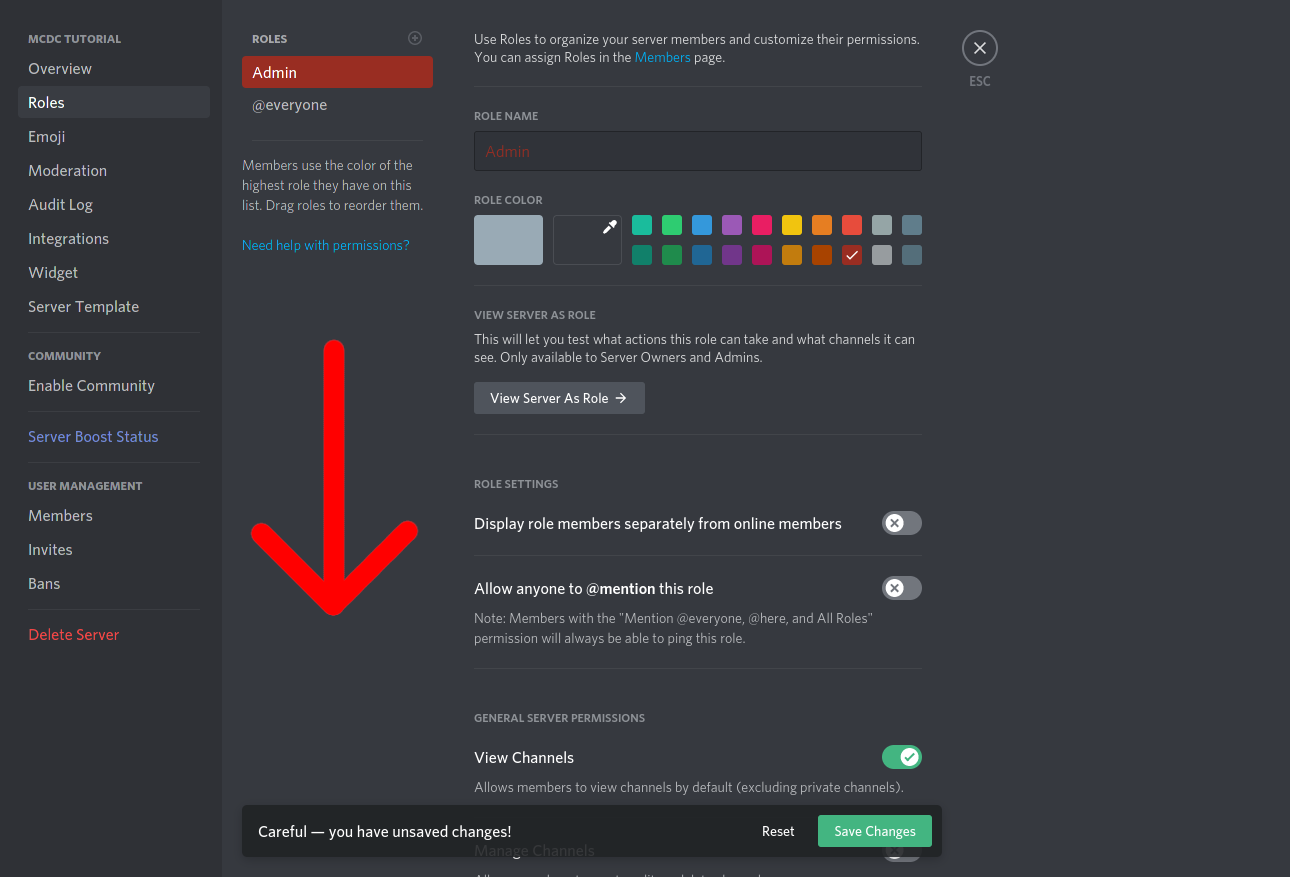 MCDC TUTORIAL
Overview
Roles
Emoji
Moderation
Audit Log
Integrations
Widget
Server Template
COMMUNITY
Enable Community
Server Boost Status
USER MANAGEMENT
Members
Invites
Bans
Delete Server
ROLES
Admin
@everyone
Members use the color of the
highest role they have on this
list. Drag roles to reorder them.
Need help with permissions?
Use Roles to organize your server members and customize their permissions.
You can assign Roles in the Members page.
ROLE NAME
Admin
ROLE COLOR
VIEW SERVER AS ROLE
This will let you test what actions this role can take and what channels it can
see. Only available to Server Owners and Admins.
View Server As Role →
ROLE SETTINGS
Display role members separately from online members
Allow anyone to @mention this role
Note: Members with the "Mention @everyone, @here, and All Roles"
permission will always be able to ping this role.
GENERAL SERVER PERMISSIONS
View Channels
Allows members to view channels by default (excluding private channels).
Careful — you have unsaved changes!
Reset
Save Changes
Manage Channels
ESC